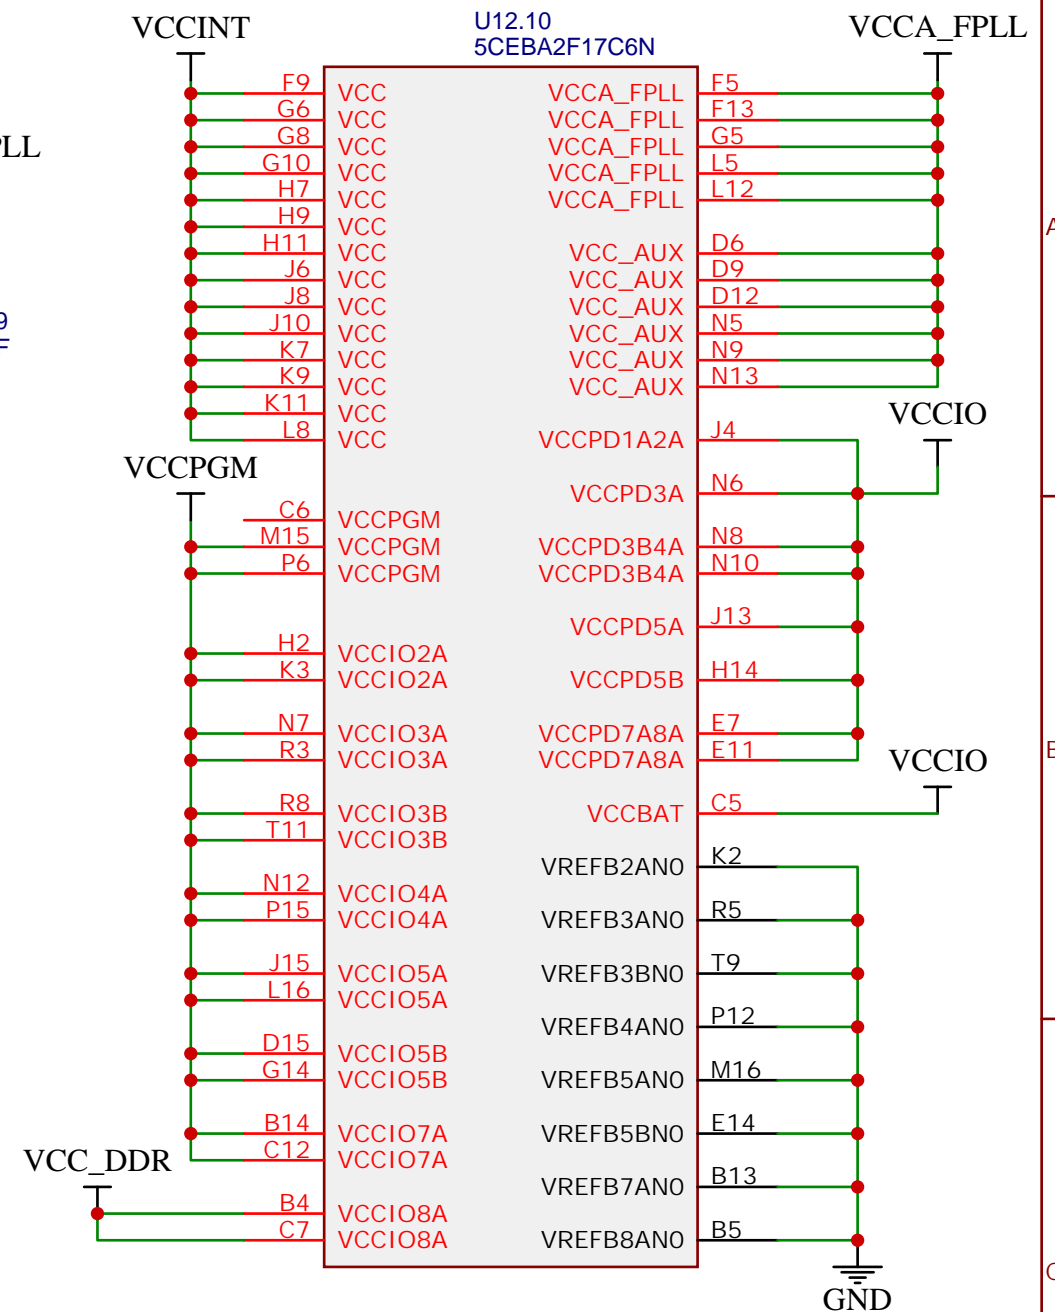 VCCINT
U12.10
5CEBA2F17C6N
VCCA_FPLL
PLL
9
F
F9 VCC VCCA_FPLL F5
G6 VCC VCCA_FPLL F13
G8 VCC VCCA_FPLL G5
G10 VCC VCCA_FPLL L5
H7 VCC VCCA_FPLL L12
H9 VCC
H11 VCC VCC_AUX D6
J6 VCC VCC_AUX D9
J8 VCC VCC_AUX D12
J10 VCC VCC_AUX N5
K7 VCC VCC_AUX N9
K9 VCC VCC_AUX N13
K11 VCC
VCCIO
L8 VCC VCCPD1A2A J4
VCCPGM
VCCPD3A N6
C6 VCCPGM
M15 VCCPGM VCCPD3B4A N8
P6 VCCPGM VCCPD3B4A N10
VCCPD5A J13
H2 VCCIO2A
K3 VCCIO2A VCCPD5B H14
N7 VCCIO3A VCCPD7A8A E7
R3 VCCIO3A VCCPD7A8A E11
VCCIO
R8 VCCIO3B VCCBAT C5
T11 VCCIO3B
VREFB2AN0 K2
N12 VCCIO4A
P15 VCCIO4A VREFB3AN0 R5
J15 VCCIO5A VREFB3BN0 T9
L16 VCCIO5A
VREFB4AN0 P12
D15 VCCIO5B
G14 VCCIO5B VREFB5AN0 M16
B14 VCCIO7A VREFB5BN0 E14
C12 VCCIO7A
VCC_DDR
VREFB7AN0 B13
B4 VCCIO8A
C7 VCCIO8A VREFB8AN0 B5
GND
A
B
C